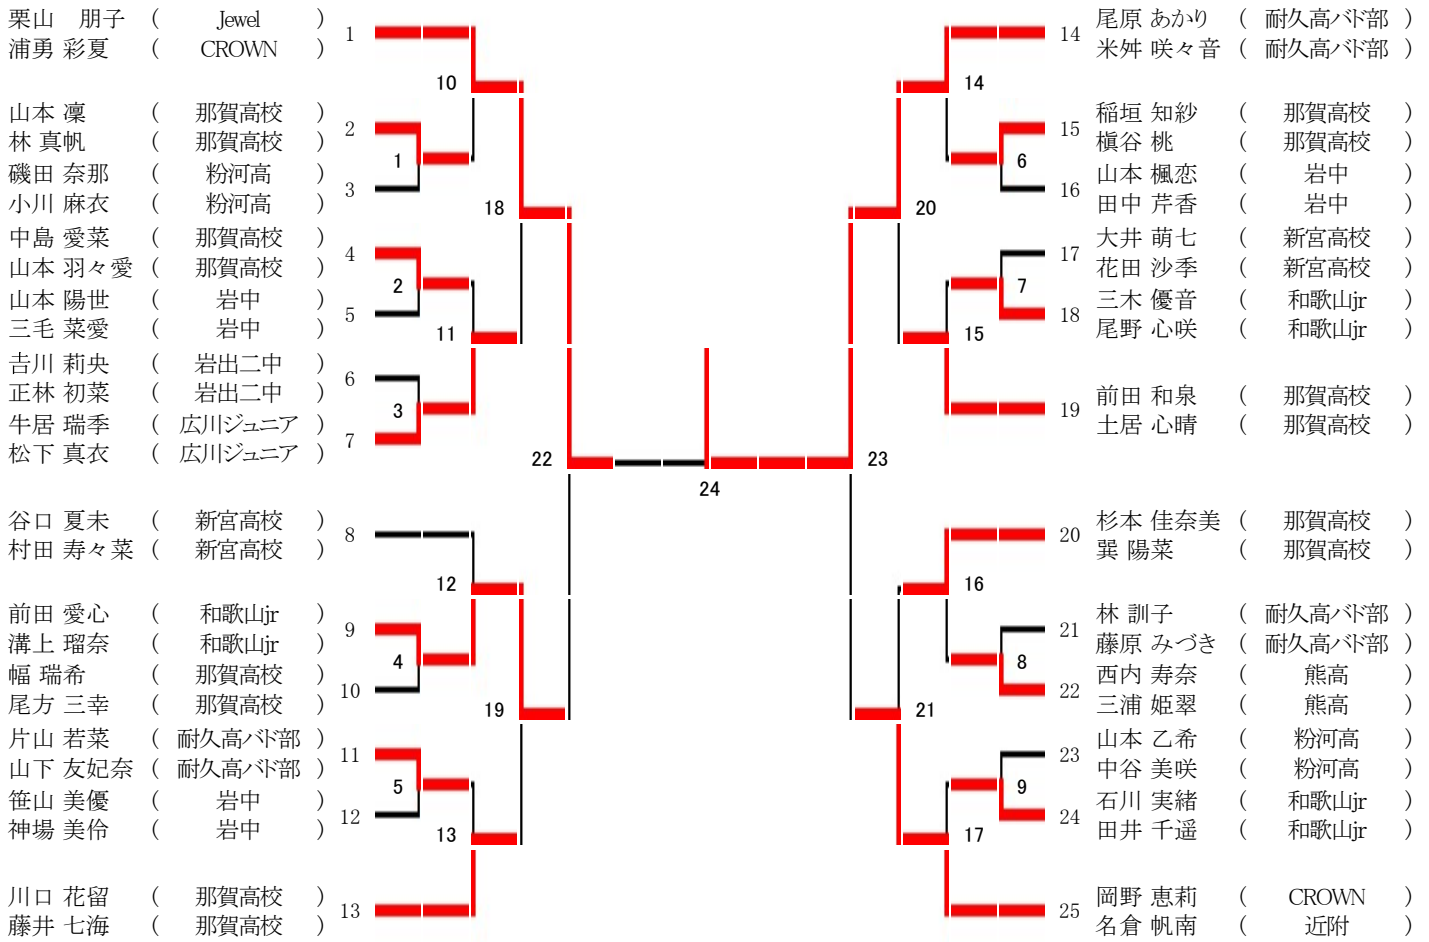 栗山　朋子 （ Jewel ） 1
浦勇 彩夏 （ CROWN ）
10
山本 凜 （ 那賀高校 ） 2
林 真帆 （ 那賀高校 ）
1
磯田 奈那 （ 粉河高 ） 3
小川 麻衣 （ 粉河高 ）
18
中島 愛菜 （ 那賀高校 ） 4
山本 羽々愛 （ 那賀高校 ）
2
山本 陽世 （ 岩中 ） 5
三毛 菜愛 （ 岩中 ）
11
𠮷川 莉央 （ 岩出二中 ） 6
正林 初菜 （ 岩出二中 ）
3
牛居 瑞季 （ 広川ジュニア ） 7
松下 真衣 （ 広川ジュニア ）
22
谷口 夏未 （ 新宮高校 ） 8
村田 寿々菜 （ 新宮高校 ）
12
前田 愛心 （ 和歌山jr ） 9
溝上 瑠奈 （ 和歌山jr ）
4
幅 瑞希 （ 那賀高校 ） 10
尾方 三幸 （ 那賀高校 ）
19
片山 若菜 （ 耐久高バド部 ） 11
山下 友妃奈 （ 耐久高バド部 ）
5
笹山 美優 （ 岩中 ） 12
神場 美伶 （ 岩中 ）
13
川口 花留 （ 那賀高校 ） 13
藤井 七海 （ 那賀高校 ）
24
14 尾原 あかり （ 耐久高バド部 ）
米舛 咲々音 （ 耐久高バド部 ）
14
15 稲垣 知紗 （ 那賀高校 ）
槇谷 桃 （ 那賀高校 ）
6
16 山本 楓恋 （ 岩中 ）
田中 芹香 （ 岩中 ）
20
17 大井 萌七 （ 新宮高校 ）
花田 沙季 （ 新宮高校 ）
7
18 三木 優音 （ 和歌山jr ）
尾野 心咲 （ 和歌山jr ）
15
19 前田 和泉 （ 那賀高校 ）
土居 心晴 （ 那賀高校 ）
23
20 杉本 佳奈美 （ 那賀高校 ）
巽 陽菜 （ 那賀高校 ）
16
21 林 訓子 （ 耐久高バド部 ）
藤原 みづき （ 耐久高バド部 ）
8
22 西内 寿奈 （ 熊高 ）
三浦 姫翠 （ 熊高 ）
21
23 山本 乙希 （ 粉河高 ）
中谷 美咲 （ 粉河高 ）
9
24 石川 実緒 （ 和歌山jr ）
田井 千遥 （ 和歌山jr ）
17
25 岡野 恵莉 （ CROWN ）
名倉 帆南 （ 近附 ）